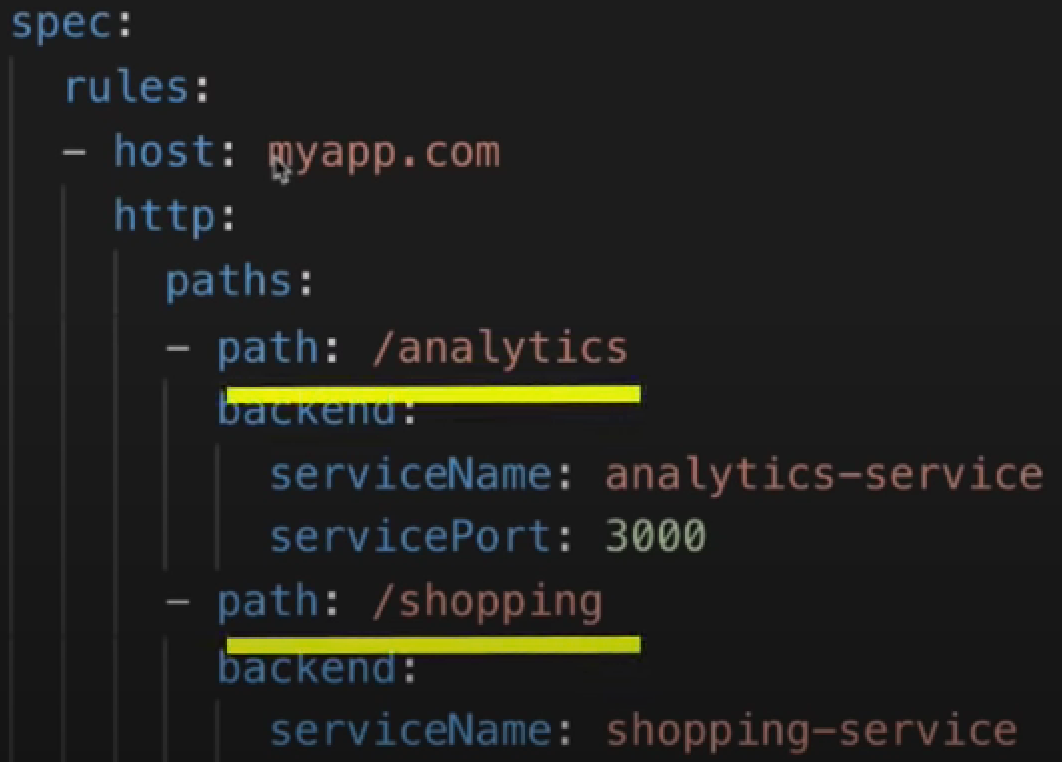 spec:
rules:
- host: myapp.com
http:
paths:
- path: /analytics
backend:
serviceName: analytics-service
servicePort: 3000
- path: /shopping
backend:
serviceName: shopping-service